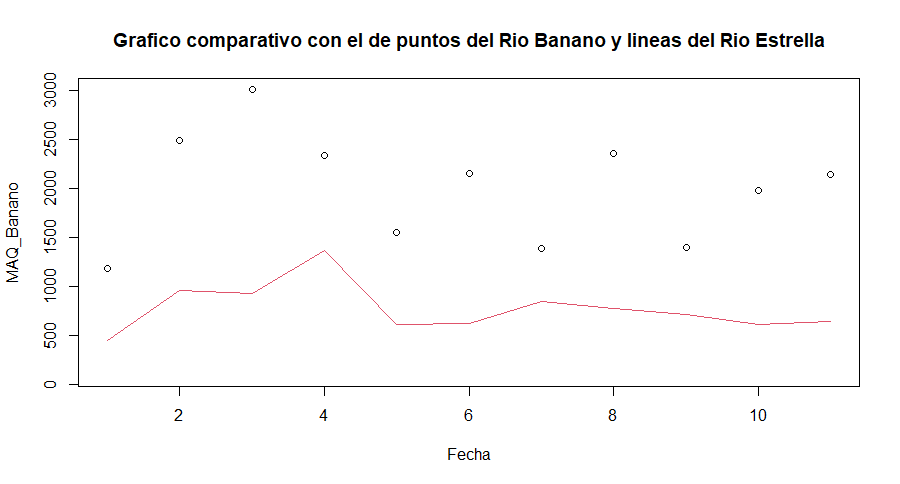 Grafico comparativo con el de puntos del Rio Banano y lineas del Rio Estrella
MAQ_Banano
3000
2500
2000
1500
1000
500
0
2 4 6 8 10
Fecha